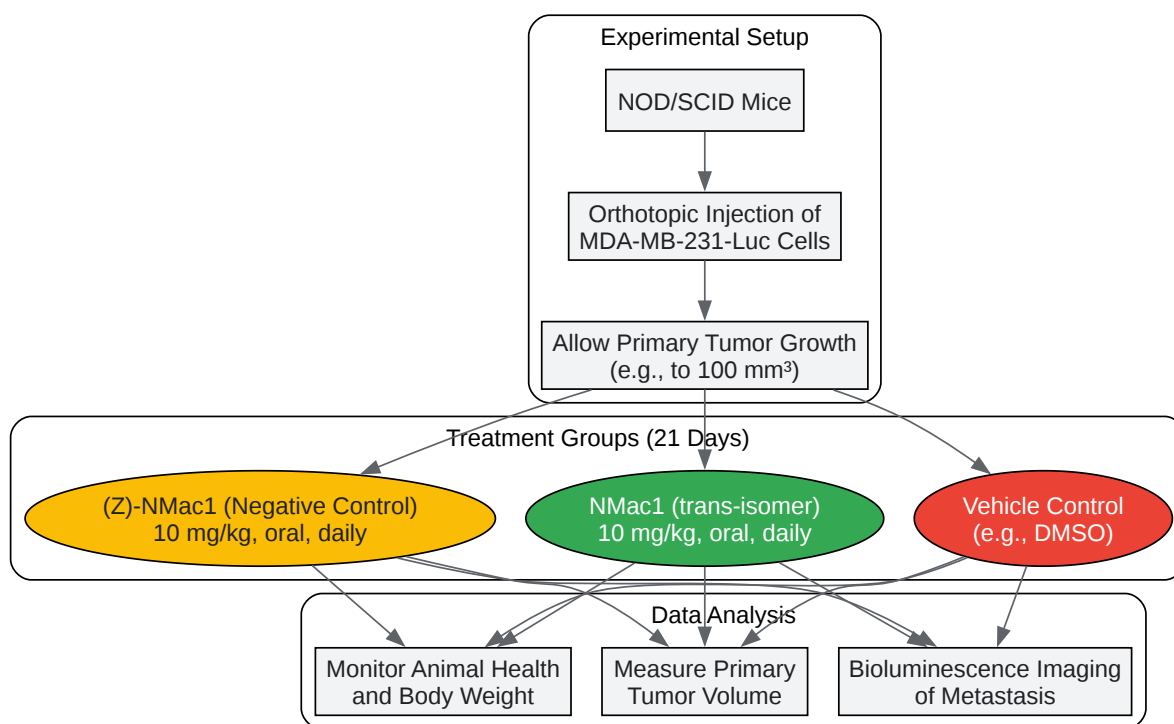 Experimental Setup
NOD/SCID Mice
Orthotopic Injection of
MDA-MB-231-Luc Cells
Allow Primary Tumor Growth
(e.g., to 100 mm³)
Treatment Groups (21 Days)
(Z)-NMac1 (Negative Control)
10 mg/kg, oral, daily
NMac1 (trans-isomer)
10 mg/kg, oral, daily
Vehicle Control
(e.g., DMSO)
Data Analysis
Monitor Animal Health
and Body Weight
Measure Primary
Tumor Volume
Bioluminescence Imaging
of Metastasis